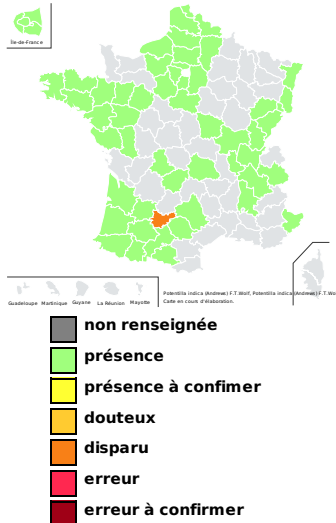 Île-de-France
Guadeloupe Martinique Guyane La Réunion Mayotte
Potentilla indica (Andrews) F.T.Wolf, Potentilla indica (Andrews) F.T.Wo
Carte en cours d'élaboration.
non renseignée
présence
présence à confimer
douteux
disparu
erreur
erreur à confirmer